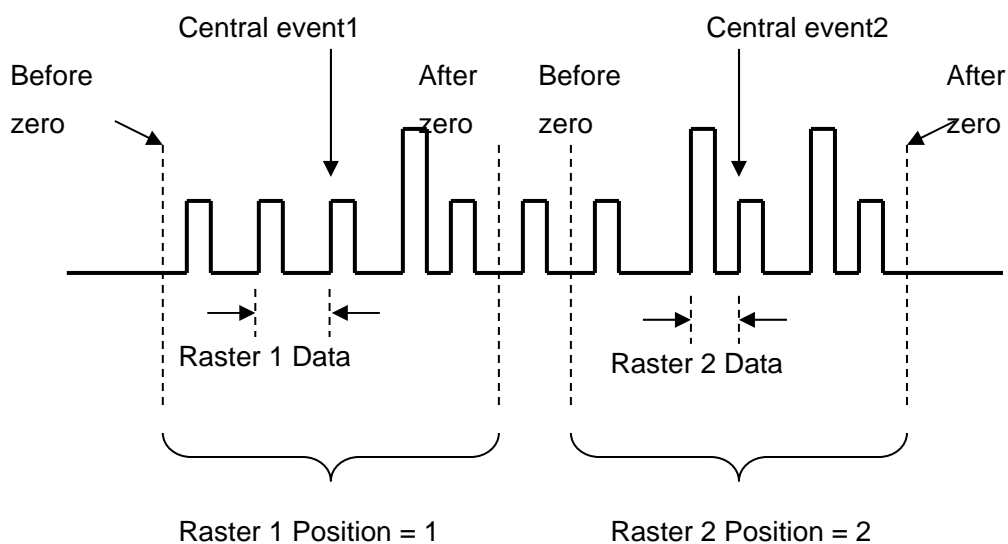 Central event1
Central event2
Before
zero
After
zero
Before
zero
After
zero
Raster 1 Data
Raster 2 Data
Raster 1 Position = 1
Raster 2 Position = 2